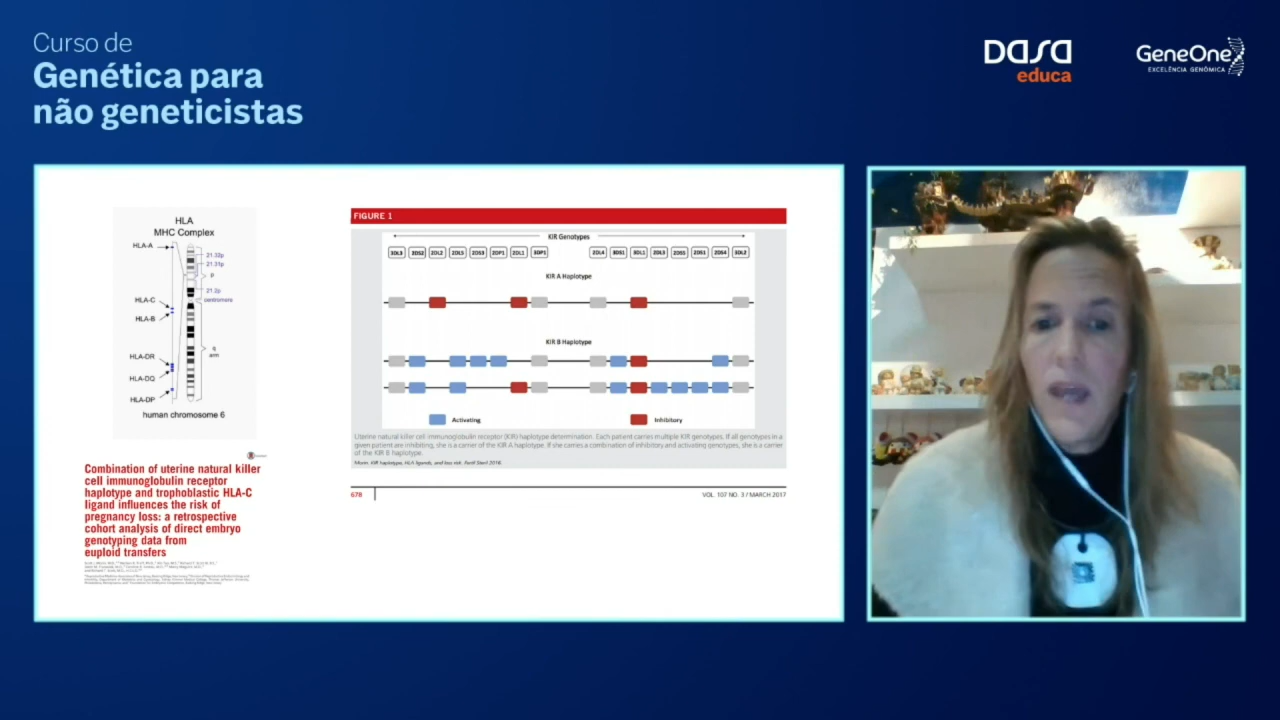 Curso de
Genética para
não geneticistas
DASA
educa
GeneOne
EXCELÊNCIA GENÔMICA
HLA
MHC Complex
HLA-A
21.32p
21.31p
p
21.2p
centromere
HLA-C
HLA-B
q
arm
HLA-DR
HLA-DQ
HLA-DP
human chromosome 6
Combination of uterine natural killer
cell immunoglobulin receptor
haplotype and trophoblastic HLA-C
ligand influences the risk of
pregnancy loss: a retrospective
cohort analysis of direct embryo
genotyping data from
euploid transfers
FIGURE 1
KIR Genotypes
3DL3 2DS2 2DL2 2DL5 2DS3 2DP1 2DL1 3DP1 2DL4 3DS1 3DL1 2DL5 2DS5 2DS1 2DS4 3DL2
KIR A Haplotype
KIR B Haplotype
Activating Inhibitory
Uterine natural killer cell immunoglobulin receptor (KIR) haplotype determination. Each patient carries multiple KIR genotypes. If all genotypes in a
given patient are inhibiting, she is a carrier of the KIR A haplotype. If she carries a combination of inhibitory and activating genotypes, she is a carrier
of the KIR B haplotype.
Morin. KIR haplotype, HLA ligands, and loss risk. Fertil Steril 2016.
678 VOL. 107 NO. 3 / MARCH 2017